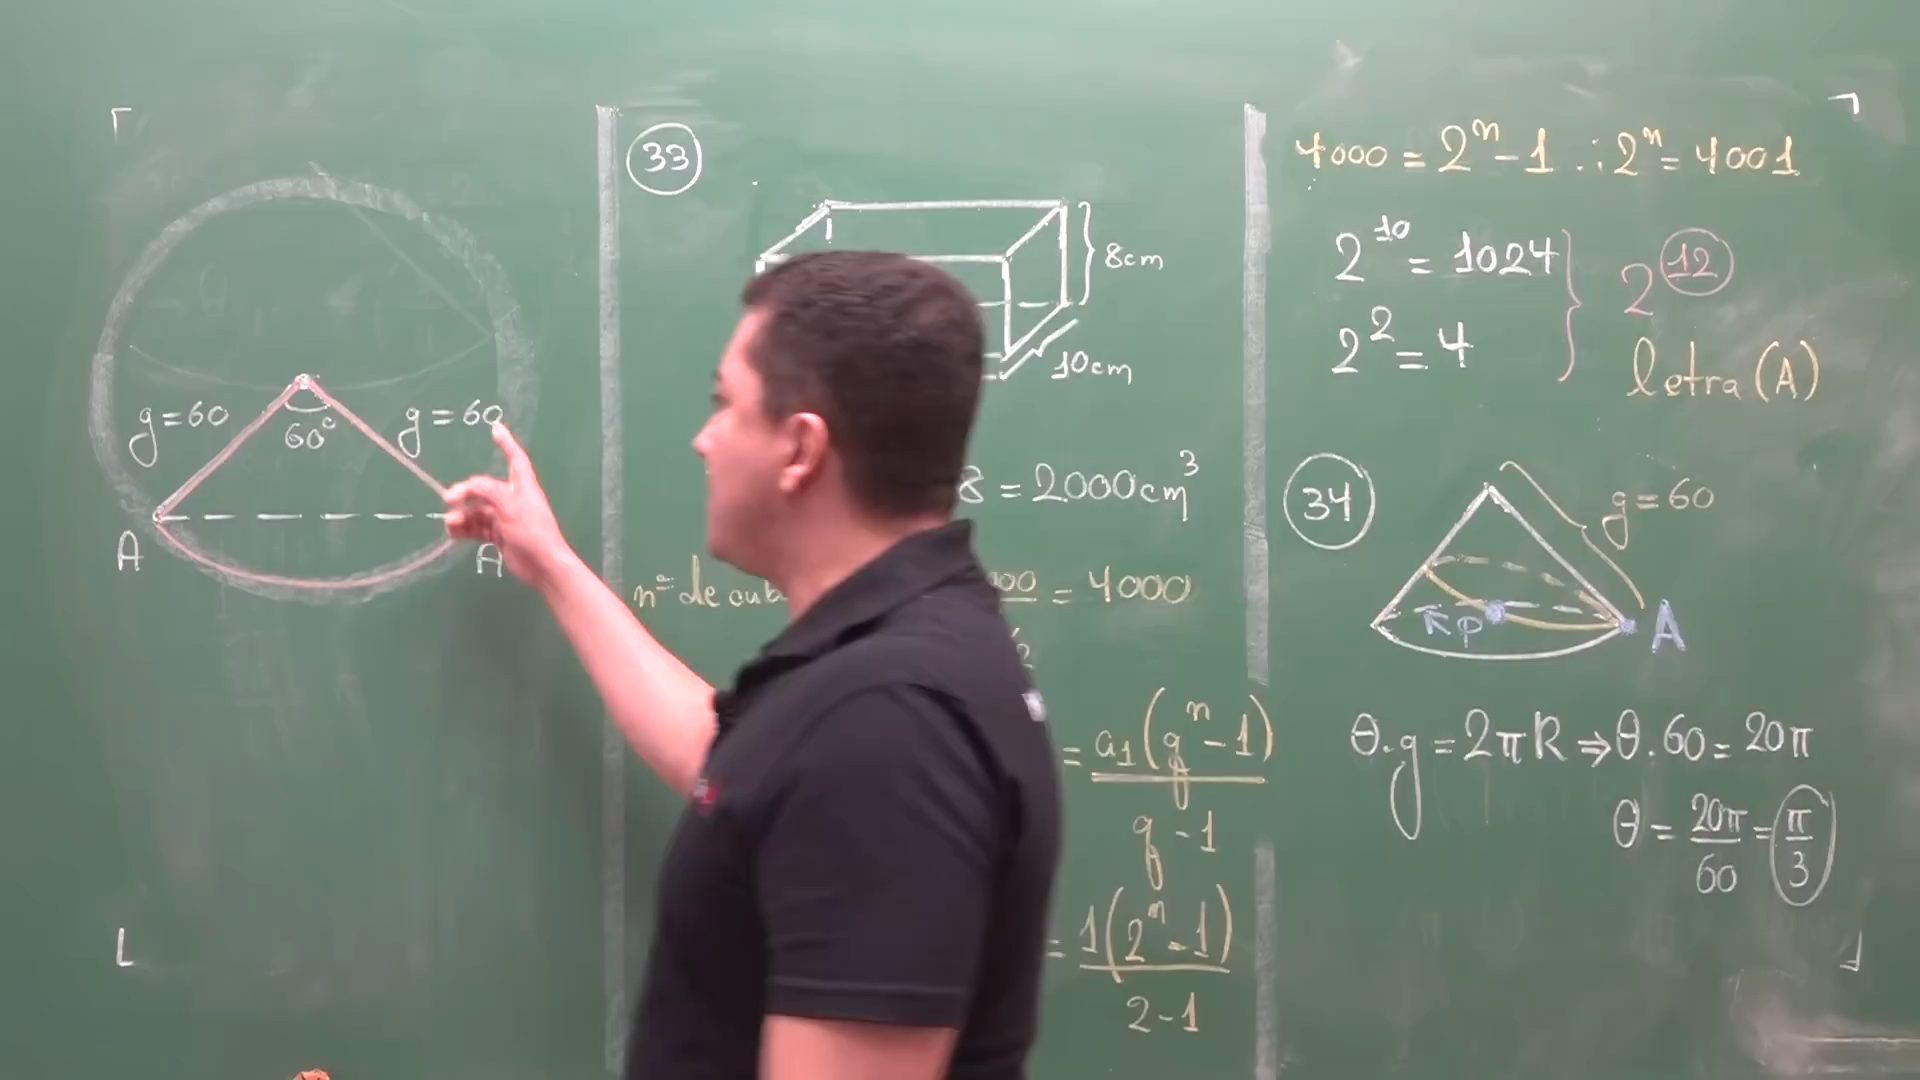 g=60
60°
g=60
A
A
33
8cm
10cm
8 = 2000cm³
nº de cub
000 = 4000
= a₁(qⁿ-1)
q-1
= 1(2ⁿ-1)
2-1
4000 = 2ⁿ-1 ∴ 2ⁿ = 4001
2¹⁰ = 1024
2¹²
2² = 4
letra (A)
34
g=60
R
P
A
θ.g = 2πR ⇒ θ.60 = 20π
θ = 20π/60 = π/3